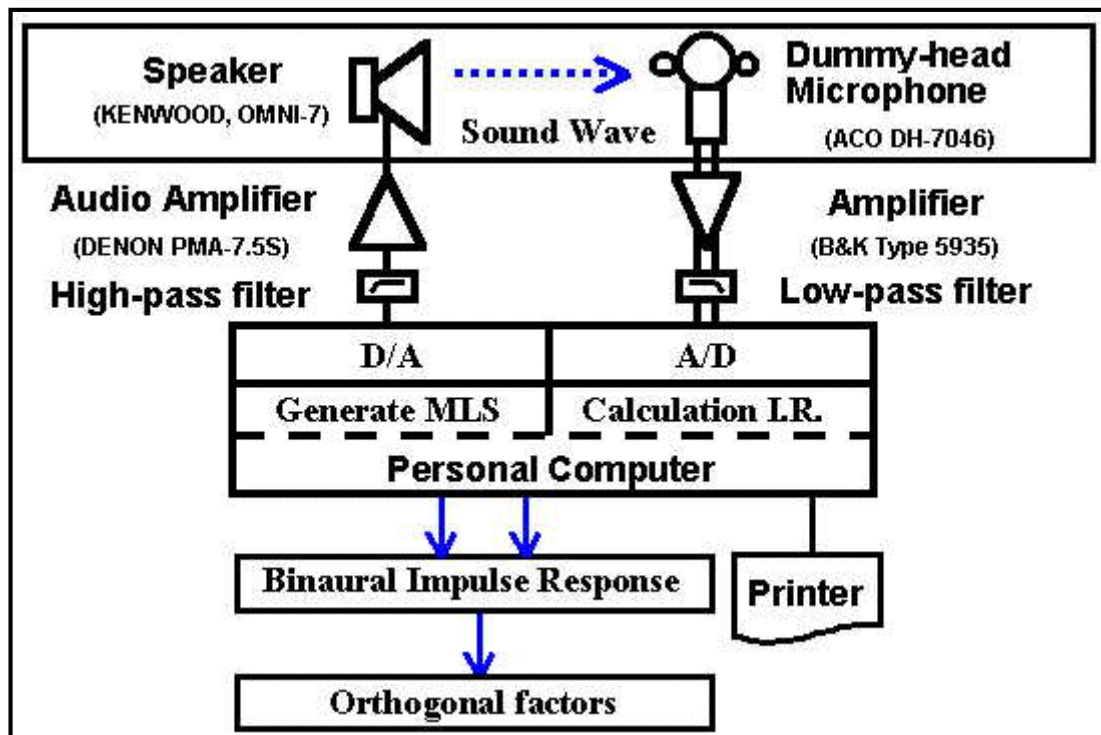 Speaker
(KENWOOD, OMNI-7)
Sound Wave
Dummy-head
Microphone
(ACO DH-7046)
Audio Amplifier
(DENON PMA-7.5S)
High-pass filter
Amplifier
(B&K Type 5935)
Low-pass filter
D/A
A/D
Generate MLS
Calculation I.R.
Personal Computer
Binaural Impulse Response
Printer
Orthogonal factors